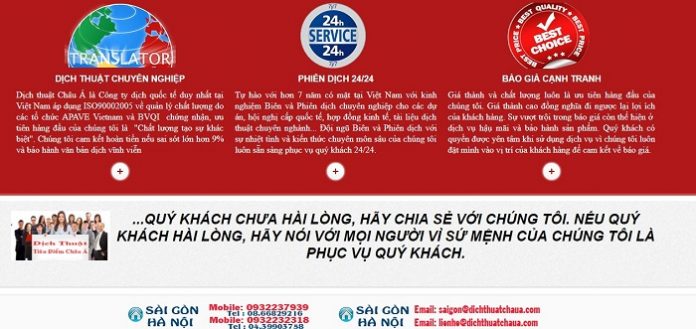 TRANSLATOR
24h
SERVICE
24h
BEST QUALITY
BEST PRICE
BEST CHOICE
BEST PRICE
DỊCH THUẬT CHUYÊN NGHIỆP
Dịch thuật Châu Á là Công ty dịch quốc tế duy nhất tại
Việt Nam áp dụng ISO90002005 về quản lý chất lượng do
các tổ chức APAVE Vietnam và BVQI chứng nhận, ưu
tiên hàng đầu của chúng tôi là "Chất lượng tạo sự khác
biệt". Chúng tôi cam kết hoàn tiền nếu sai sót lớn hơn 9%
và bảo hành văn bản dịch vĩnh viễn
PHIÊN DỊCH 24/24
Tự hào với hơn 7 năm có mặt tại Việt Nam với kinh
nghiệm Biên và Phiên dịch chuyên nghiệp cho các dự
án, hội nghị cấp quốc tế, hợp đồng kinh tế, tài liệu dịch
thuật chuyên nghành... Đội ngũ Biên và Phiên dịch với
sự nhiệt tình và kiến thức chuyên môn sâu của chúng tôi
luôn sẵn sàng phục vụ quý khách 24/24.
BÁO GIÁ CẠNH TRANH
Giá thành và chất lượng luôn là ưu tiên hàng đầu của
chúng tôi. Giá thành cao đồng nghĩa đi ngược lại lợi ích
của khách hàng. Sự vượt trội trong báo giá còn thể hiện ở
dịch vụ hậu mãi và bảo hành sản phẩm. Quý khách có
quyền được yên tâm khi sử dụng dịch vụ vì chúng tôi luôn
đặt mình vào vị trí của khách hàng để cam kết về báo giá.
Dịch Thuật
Tiêu Điểm Châu Á
...QUÝ KHÁCH CHƯA HÀI LÒNG, HÃY CHIA SẺ VỚI CHÚNG TÔI. NẾU QUÝ
KHÁCH HÀI LÒNG, HÃY NÓI VỚI MỌI NGƯỜI VÌ SỨ MỆNH CỦA CHÚNG TÔI LÀ
PHỤC VỤ QUÝ KHÁCH.
SÀI GÒN
HÀ NỘI
Mobile: 0932237939
Tel : 08.66829216
Mobile: 0932232318
Tel : 04.39903758
SÀI GÒN
HÀ NỘI
Email: saigon@dichthuatchaua.com
Email: lienhe@dichthuatchaua.com